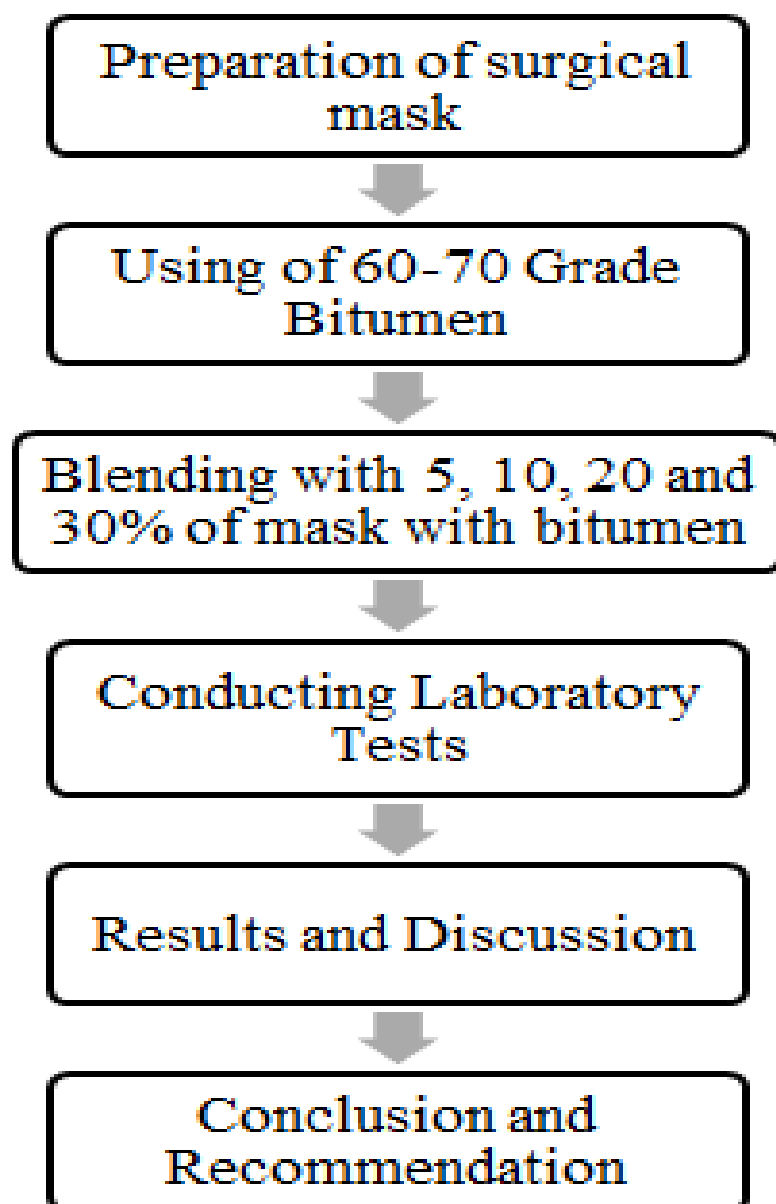 Preparation of surgical
mask
Using of 60-70 Grade
Bitumen
Blending with 5, 10, 20 and
30% of mask with bitumen
Conducting Laboratory
Tests
Results and Discussion
Conclusion and
Recommendation